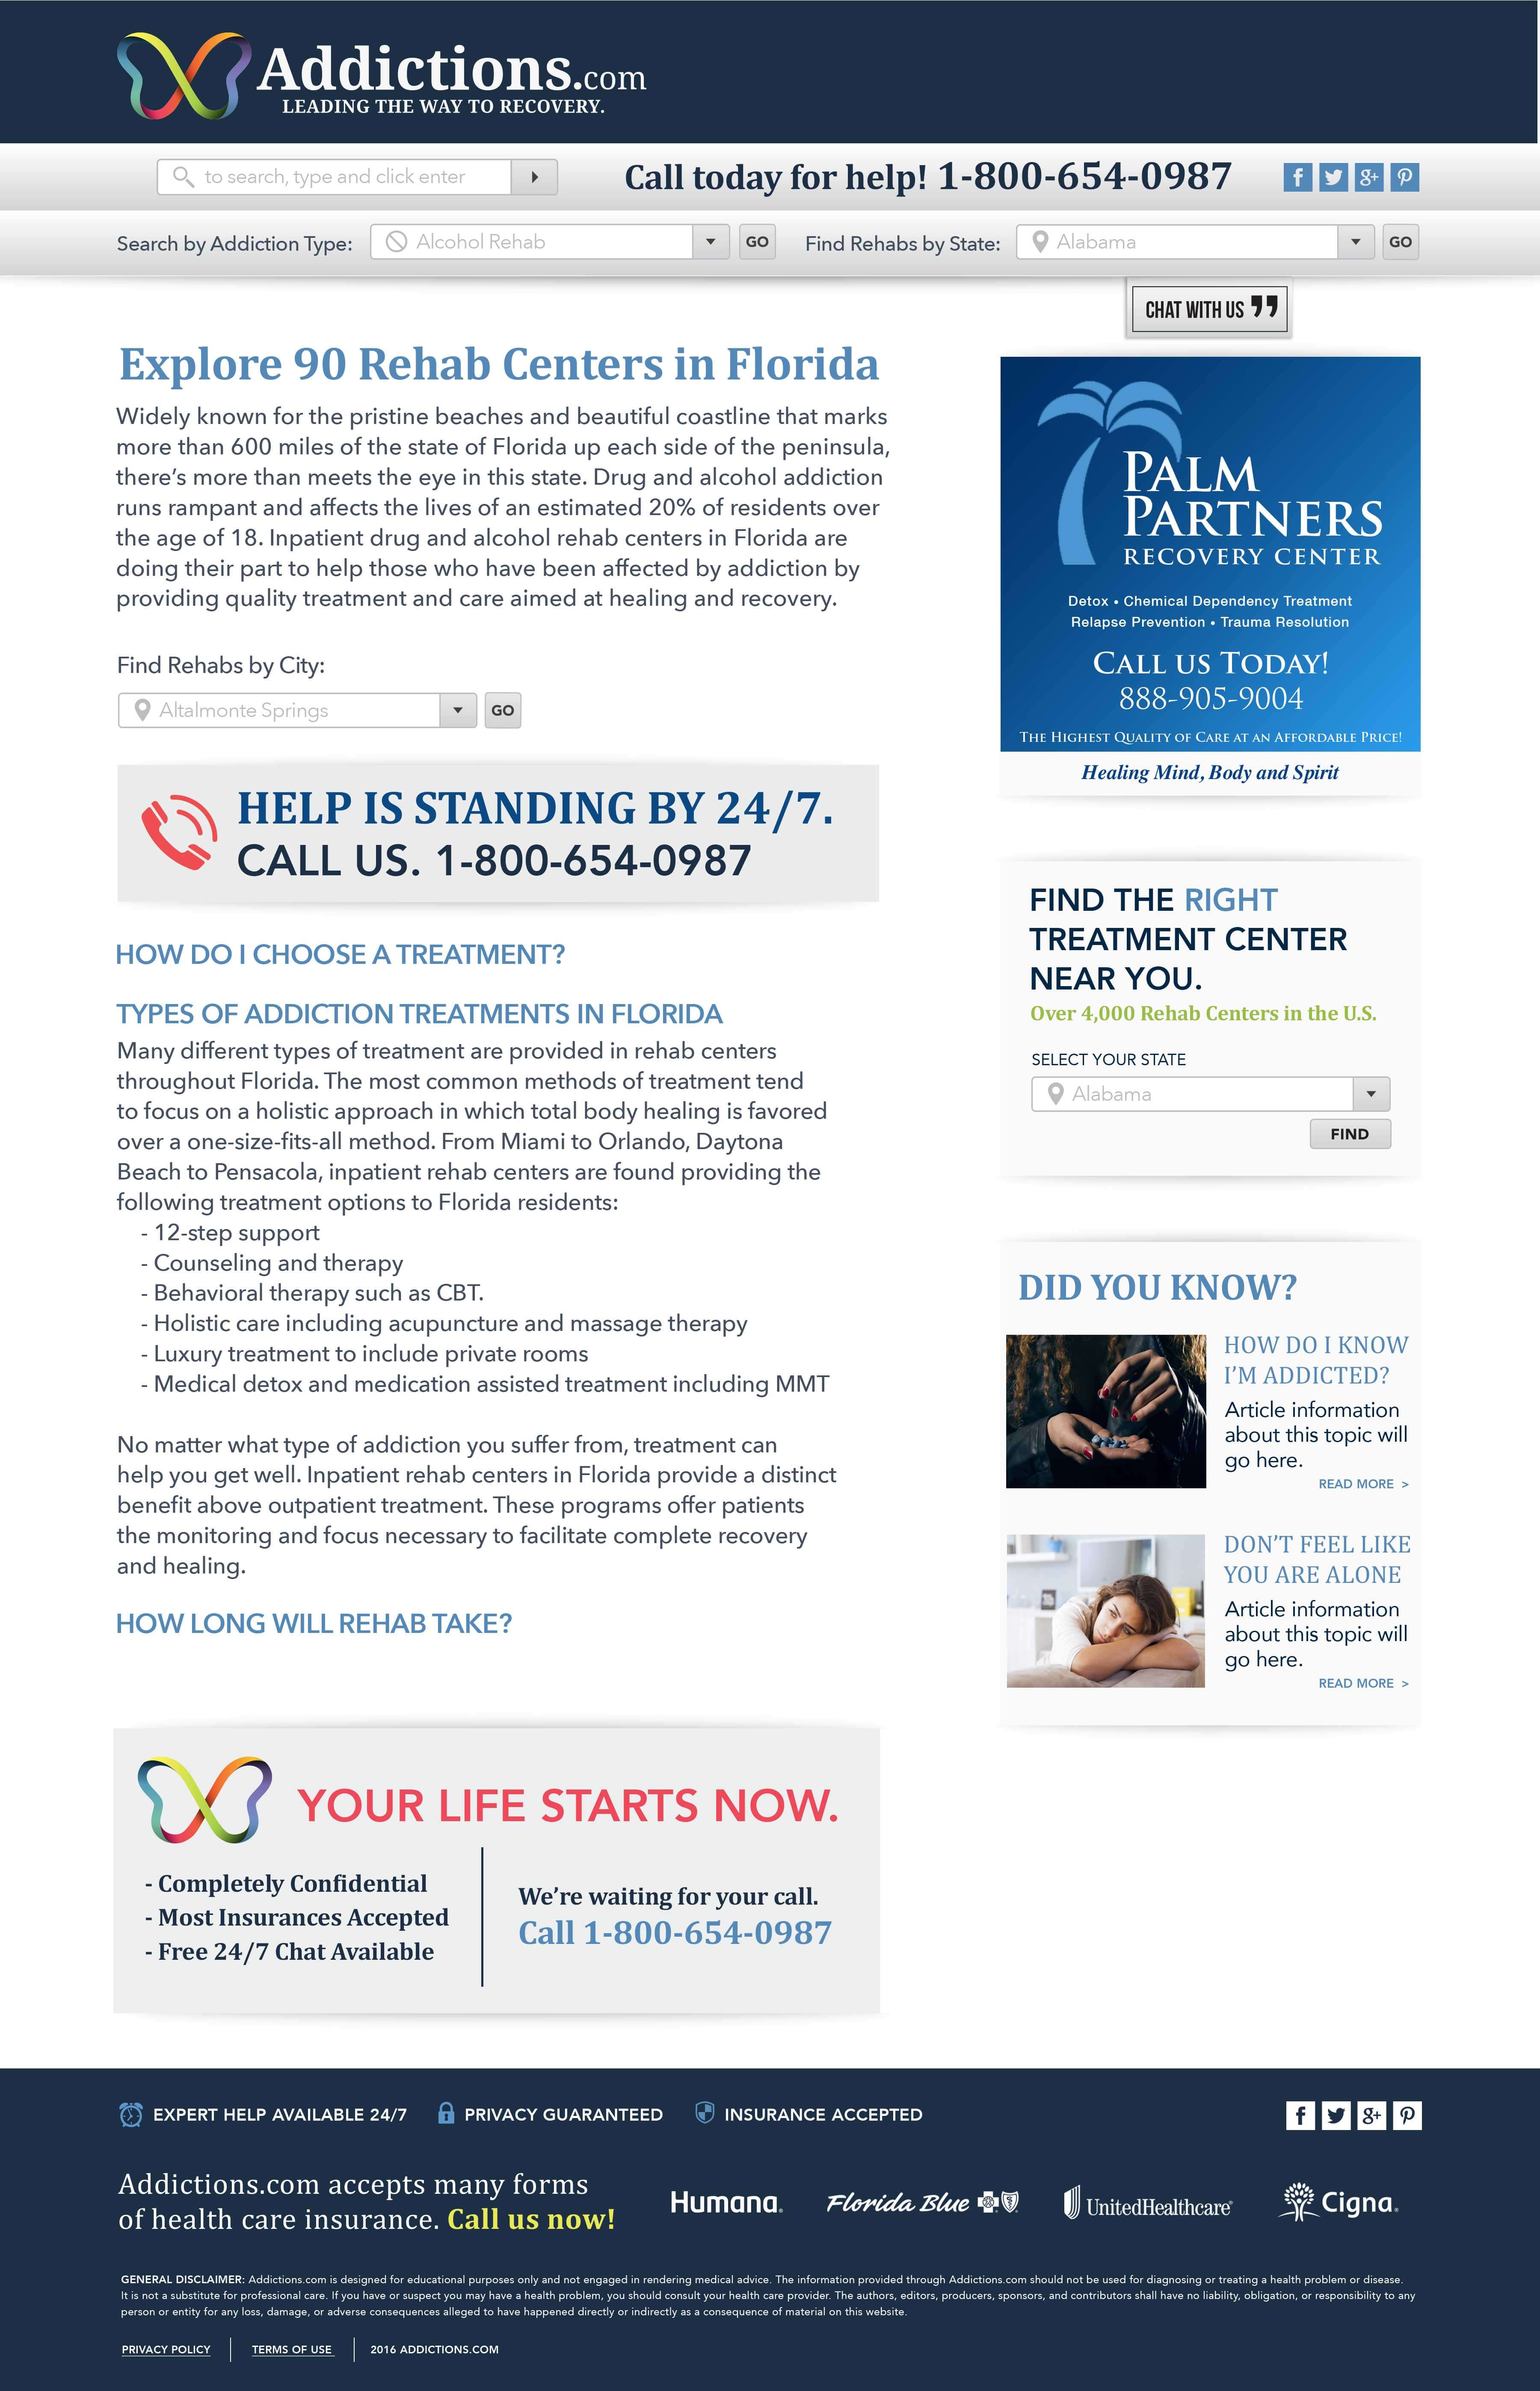 Addictions.com
LEADING THE WAY TO RECOVERY.
to search, type and click enter
Call today for help! 1-800-654-0987
f
g+
Search by Addiction Type:
Alcohol Rehab
GO
Find Rehabs by State:
Alabama
GO
CHAT WITH US
Explore 90 Rehab Centers in Florida
Widely known for the pristine beaches and beautiful coastline that marks
more than 600 miles of the state of Florida up each side of the peninsula,
there's more than meets the eye in this state. Drug and alcohol addiction
runs rampant and affects the lives of an estimated 20% of residents over
the age of 18. Inpatient drug and alcohol rehab centers in Florida are
doing their part to help those who have been affected by addiction by
providing quality treatment and care aimed at healing and recovery.
Find Rehabs by City:
Altalmonte Springs
GO
HELP IS STANDING BY 24/7.
CALL US. 1-800-654-0987
HOW DO I CHOOSE A TREATMENT?
TYPES OF ADDICTION TREATMENTS IN FLORIDA
Many different types of treatment are provided in rehab centers
throughout Florida. The most common methods of treatment tend
to focus on a holistic approach in which total body healing is favored
over a one-size-fits-all method. From Miami to Orlando, Daytona
Beach to Pensacola, inpatient rehab centers are found providing the
following treatment options to Florida residents:
- 12-step support
- Counseling and therapy
- Behavioral therapy such as CBT.
- Holistic care including acupuncture and massage therapy
- Luxury treatment to include private rooms
- Medical detox and medication assisted treatment including MMT
No matter what type of addiction you suffer from, treatment can
help you get well. Inpatient rehab centers in Florida provide a distinct
benefit above outpatient treatment. These programs offer patients
the monitoring and focus necessary to facilitate complete recovery
and healing.
HOW LONG WILL REHAB TAKE?
YOUR LIFE STARTS NOW.
- Completely Confidential
- Most Insurances Accepted
- Free 24/7 Chat Available
We're waiting for your call.
Call 1-800-654-0987
PALM
PARTNERS
RECOVERY CENTER
Detox • Chemical Dependency Treatment
Relapse Prevention • Trauma Resolution
CALL US TODAY!
888-905-9004
THE HIGHEST QUALITY OF CARE AT AN AFFORDABLE PRICE!
Healing Mind, Body and Spirit
FIND THE RIGHT
TREATMENT CENTER
NEAR YOU.
Over 4,000 Rehab Centers in the U.S.
SELECT YOUR STATE
Alabama
FIND
DID YOU KNOW?
HOW DO I KNOW
I'M ADDICTED?
Article information
about this topic will
go here.
READ MORE >
DON'T FEEL LIKE
YOU ARE ALONE
Article information
about this topic will
go here.
READ MORE >
EXPERT HELP AVAILABLE 24/7
PRIVACY GUARANTEED
INSURANCE ACCEPTED
f
g+
Addictions.com accepts many forms
of health care insurance. Call us now!
Humana.
Florida Blue
UnitedHealthcare®
Cigna.
GENERAL DISCLAIMER: Addictions.com is designed for educational purposes only and not engaged in rendering medical advice. The information provided through Addictions.com should not be used for diagnosing or treating a health problem or disease.
It is not a substitute for professional care. If you have or suspect you may have a health problem, you should consult your health care provider. The authors, editors, producers, sponsors, and contributors shall have no liability, obligation, or responsibility to any
person or entity for any loss, damage, or adverse consequences alleged to have happened directly or indirectly as a consequence of material on this website.
PRIVACY POLICY
TERMS OF USE
2016 ADDICTIONS.COM